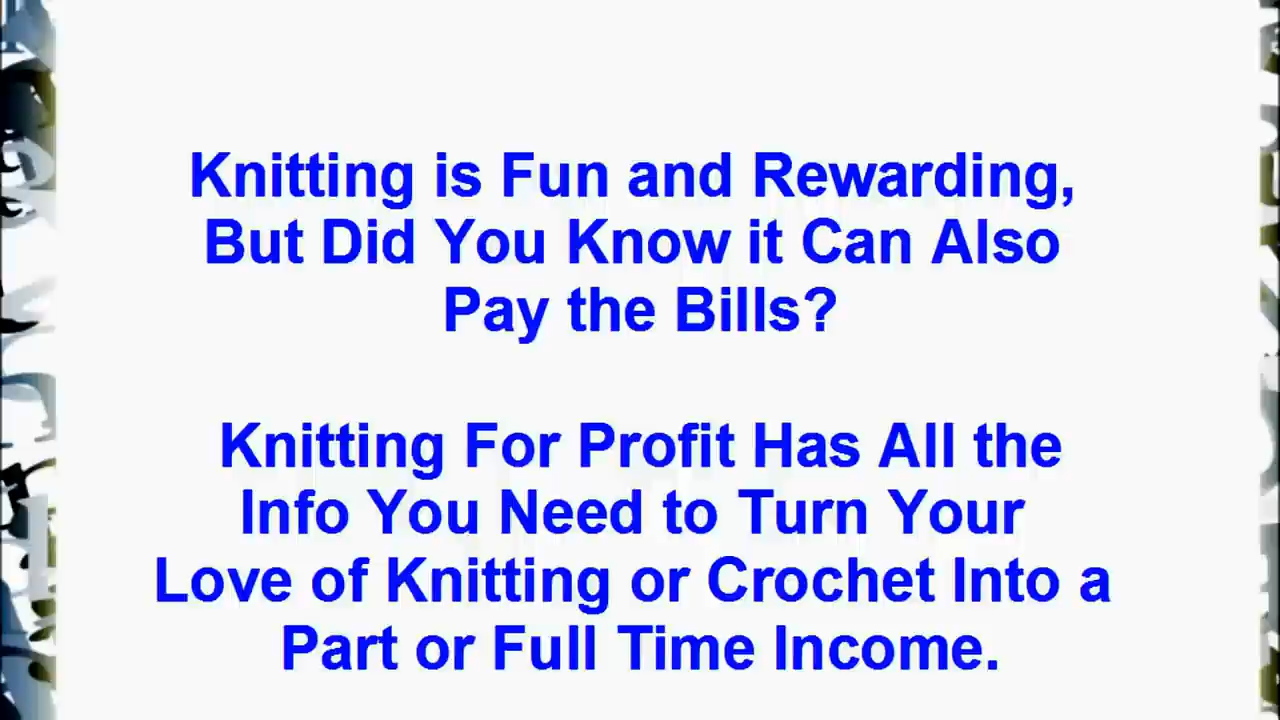 Knitting is Fun and Rewarding,
But Did You Know it Can Also
Pay the Bills?
Knitting For Profit Has All the
Info You Need to Turn Your
Love of Knitting or Crochet Into a
Part or Full Time Income.